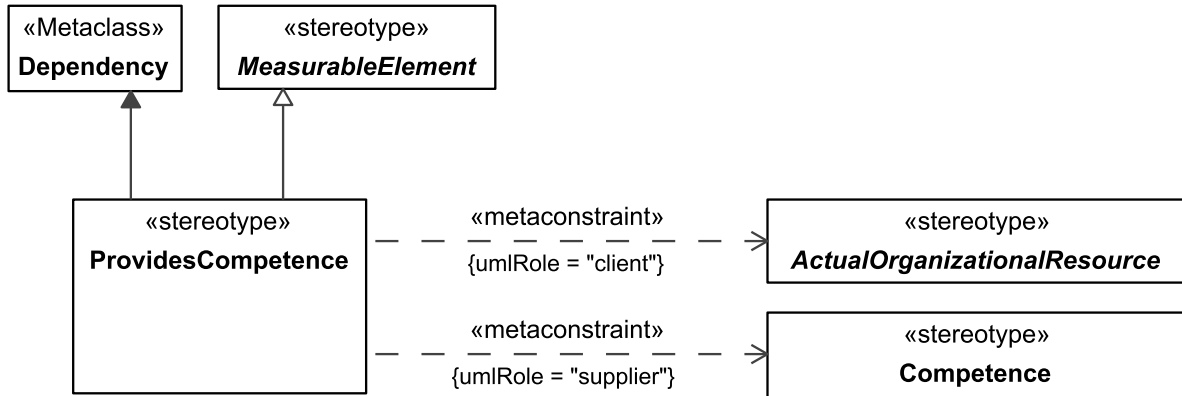 «Metaclass»
Dependency
«stereotype»
MeasurableElement
«stereotype»
ProvidesCompetence
«metaconstraint»
{umlRole = "client"}
«stereotype»
ActualOrganizationalResource
«metaconstraint»
{umlRole = "supplier"}
«stereotype»
Competence